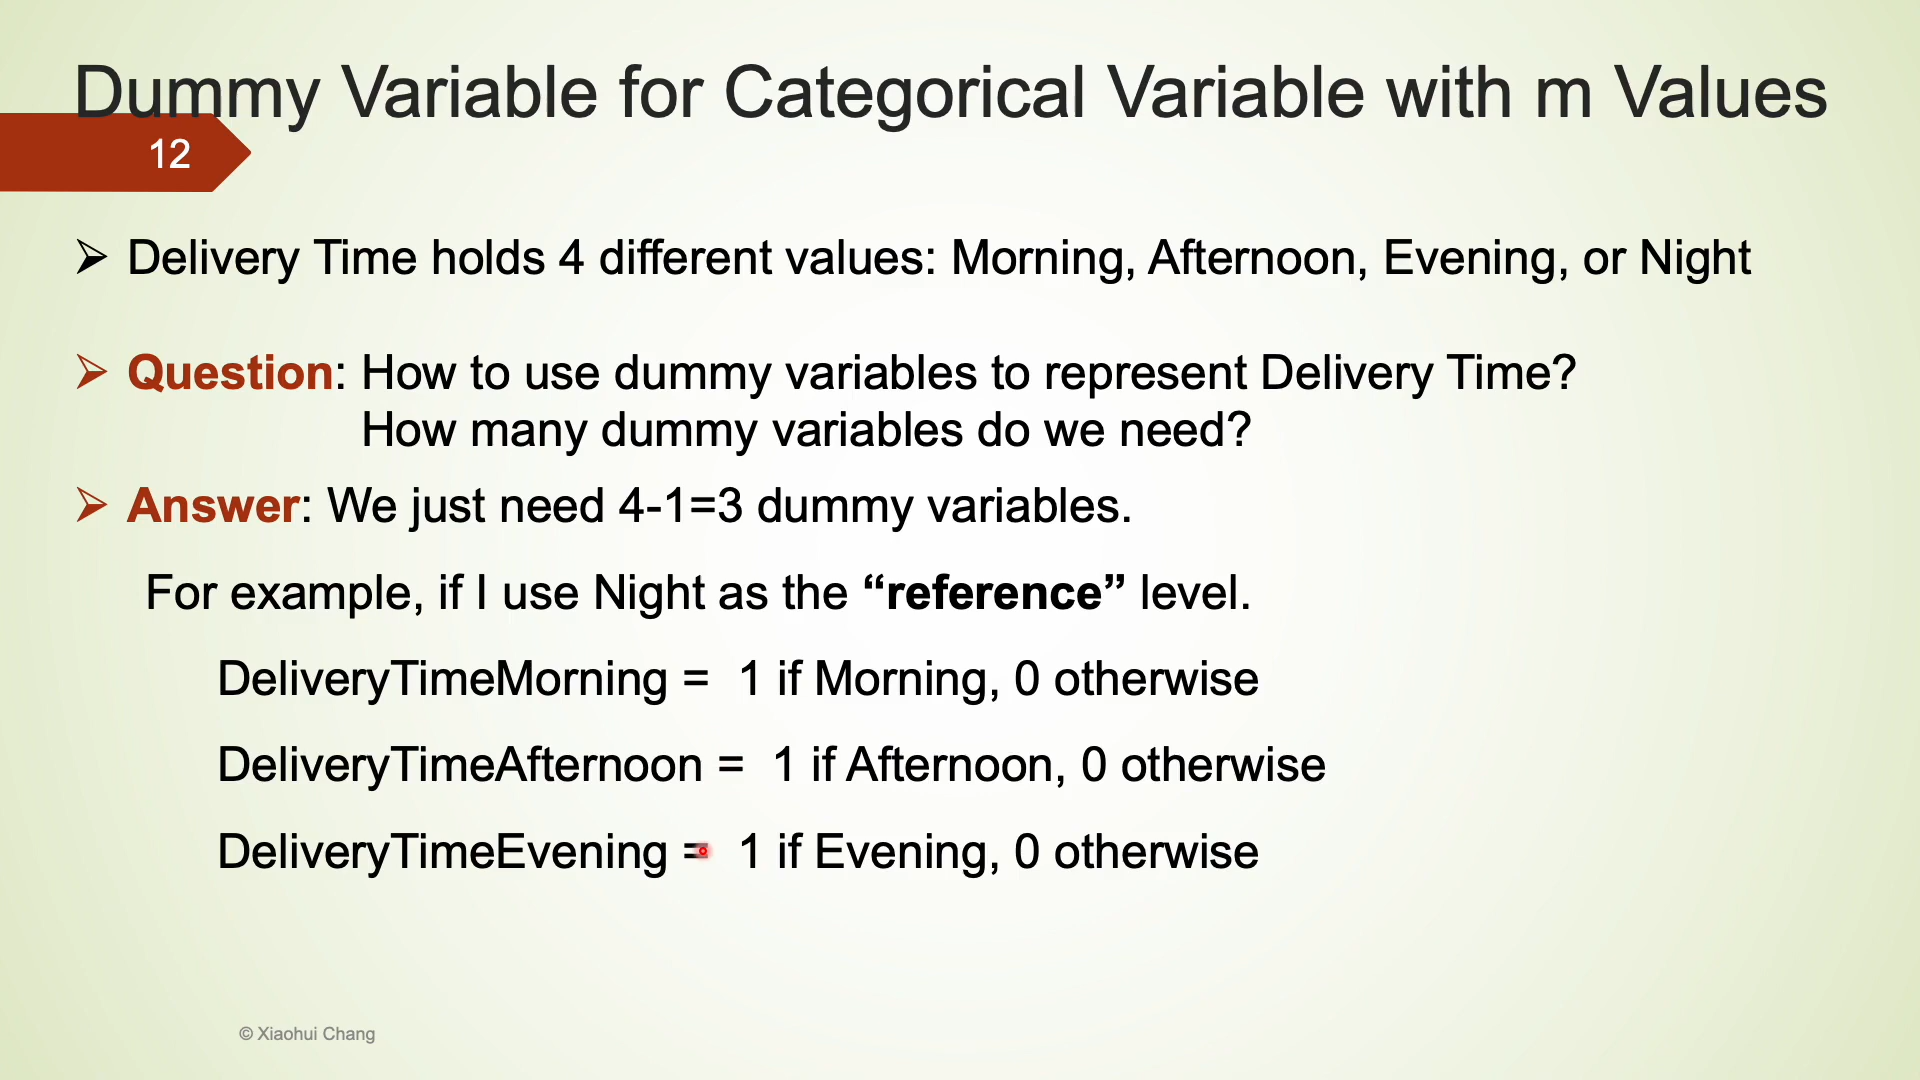 Dummy Variable for Categorical Variable with m Values
12
➢ Delivery Time holds 4 different values: Morning, Afternoon, Evening, or Night
➢ Question: How to use dummy variables to represent Delivery Time?
How many dummy variables do we need?
➢ Answer: We just need 4-1=3 dummy variables.
For example, if I use Night as the “reference” level.
DeliveryTimeMorning = 1 if Morning, 0 otherwise
DeliveryTimeAfternoon = 1 if Afternoon, 0 otherwise
DeliveryTimeEvening = 1 if Evening, 0 otherwise
© Xiaohui Chang